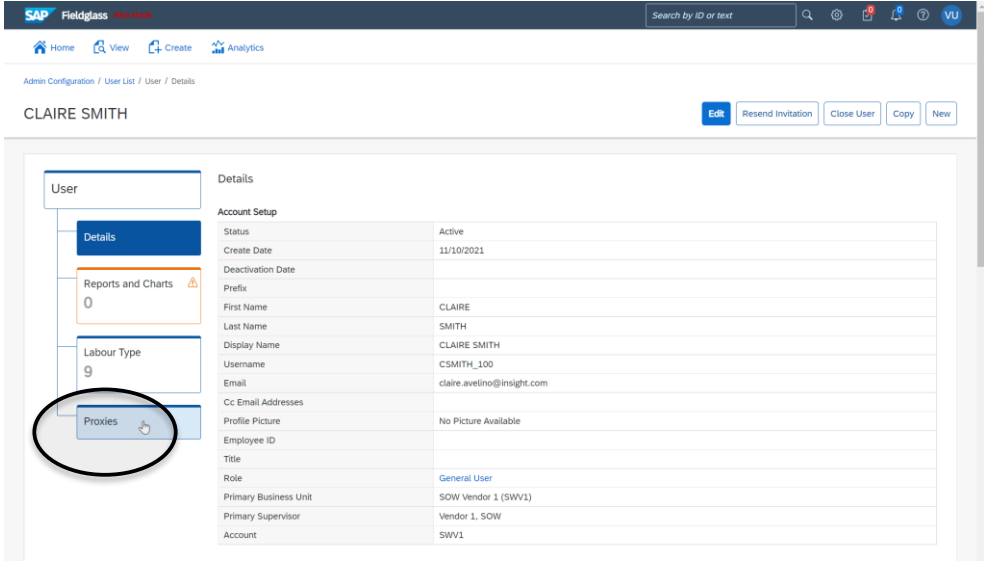 SAP Fieldglass
Search by ID or text
0
0
VU
Home View Create Analytics
Admin Configuration / User List / User / Details
CLAIRE SMITH
Edit Resend Invitation Close User Copy New
User
Details
Reports and Charts
0
Labour Type
9
Proxies
Details
Account Setup
Status Active
Create Date 11/10/2021
Deactivation Date
Prefix
First Name CLAIRE
Last Name SMITH
Display Name CLAIRE SMITH
Username CSMITH_100
Email claire.avelino@insight.com
Cc Email Addresses
Profile Picture No Picture Available
Employee ID
Title
Role General User
Primary Business Unit SOW Vendor 1 (SWV1)
Primary Supervisor Vendor 1, SOW
Account SWV1